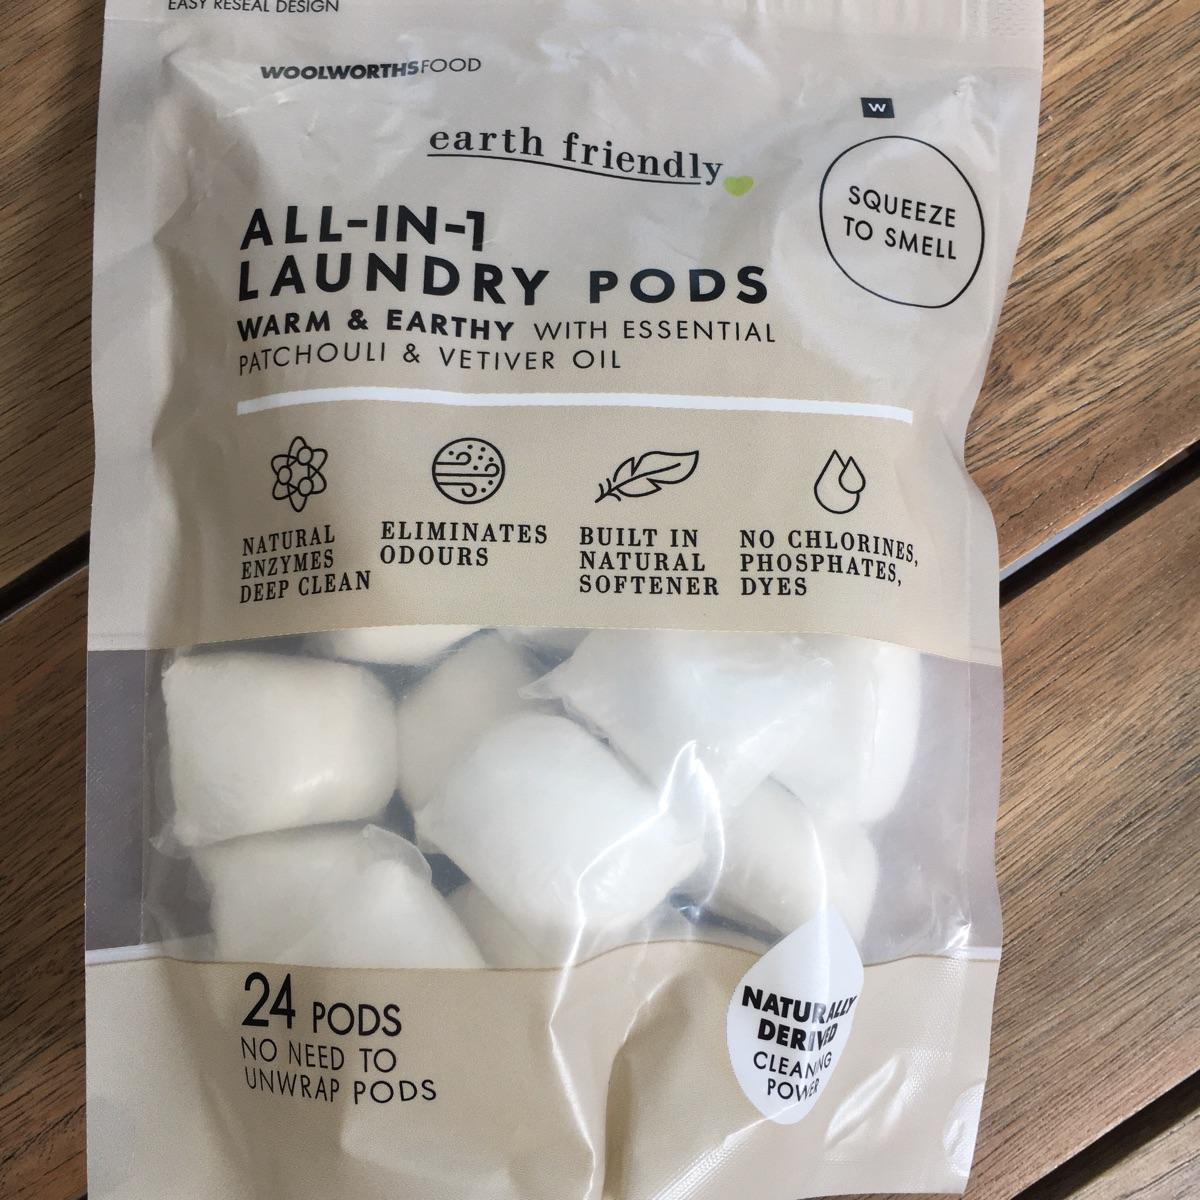 EASY RESEAL DESIGN
WOOLWORTHSFOOD
W
earth friendly
SQUEEZE
TO SMELL
ALL-IN-1
LAUNDRY PODS
WARM & EARTHY WITH ESSENTIAL
PATCHOULI & VETIVER OIL
NATURAL
ENZYMES
DEEP CLEAN
ELIMINATES
ODOURS
BUILT IN
NATURAL
SOFTENER
NO CHLORINES,
PHOSPHATES,
DYES
24 PODS
NO NEED TO
UNWRAP PODS
NATURALLY
DERIVED
CLEANING
POWER